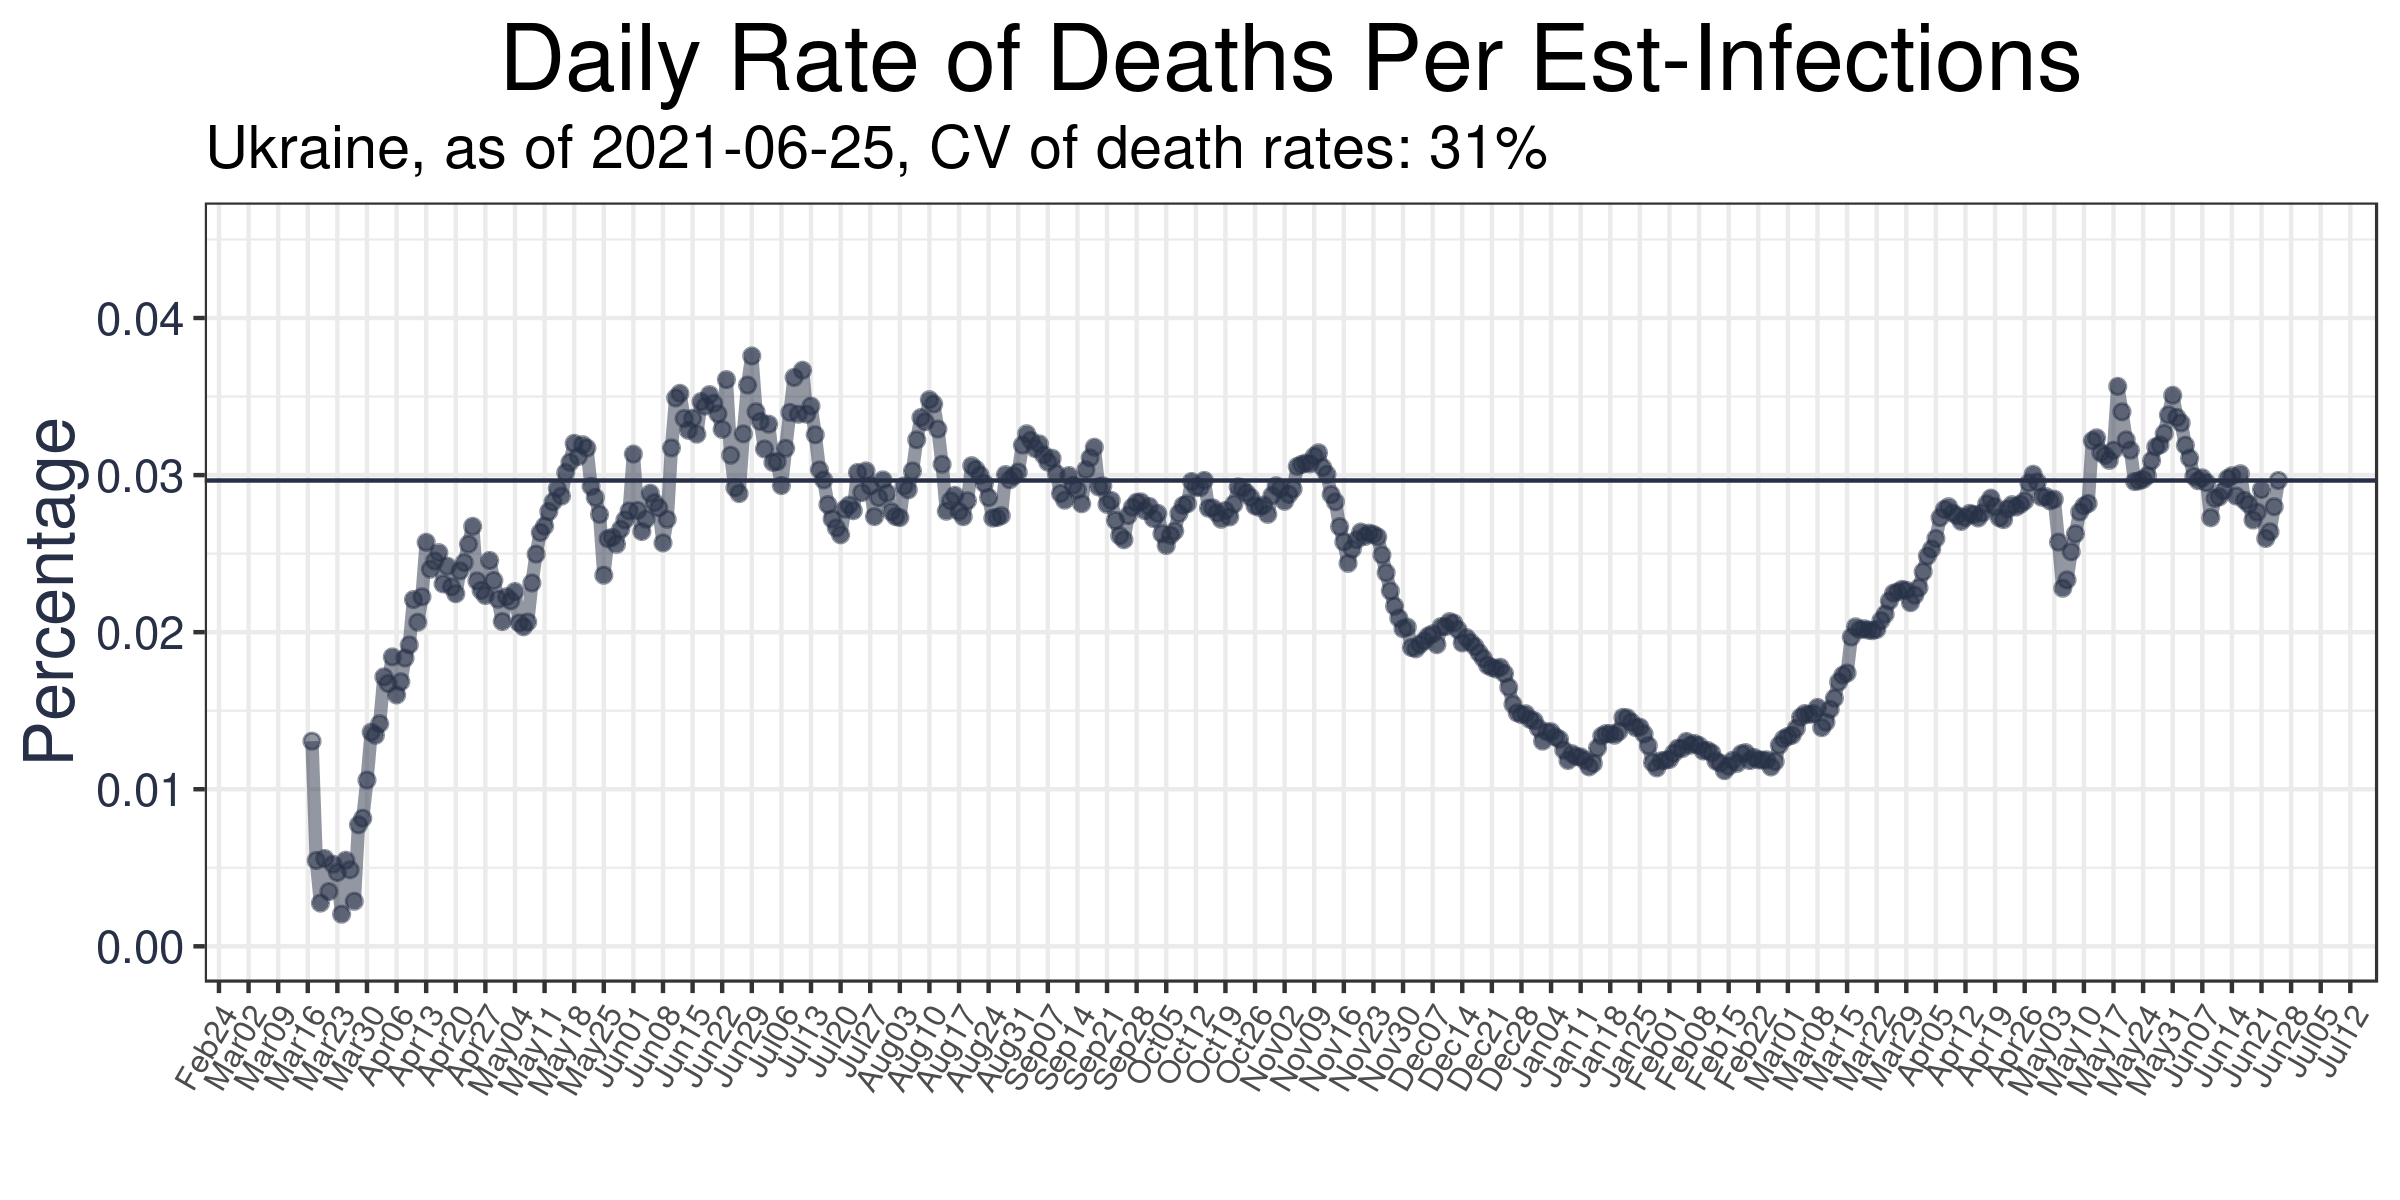 Daily Rate of Deaths Per Est-Infections
Ukraine, as of 2021-06-25, CV of death rates: 31%
Percentage
0.04
0.03
0.02
0.01
0.00
Feb24
Mar02
Mar09
Mar16
Mar23
Mar30
Apr06
Apr13
Apr20
Apr27
May04
May11
May18
May25
Jun01
Jun08
Jun15
Jun22
Jun29
Jul06
Jul13
Jul20
Jul27
Aug03
Aug10
Aug17
Aug24
Aug31
Sep07
Sep14
Sep21
Sep28
Oct05
Oct12
Oct19
Oct26
Nov02
Nov09
Nov16
Nov23
Nov30
Dec07
Dec14
Dec21
Dec28
Jan04
Jan11
Jan18
Jan25
Feb01
Feb08
Feb15
Feb22
Mar01
Mar08
Mar15
Mar22
Mar29
Apr05
Apr12
Apr19
Apr26
May03
May10
May17
May24
May31
Jun07
Jun14
Jun21
Jun28
Jul05
Jul12